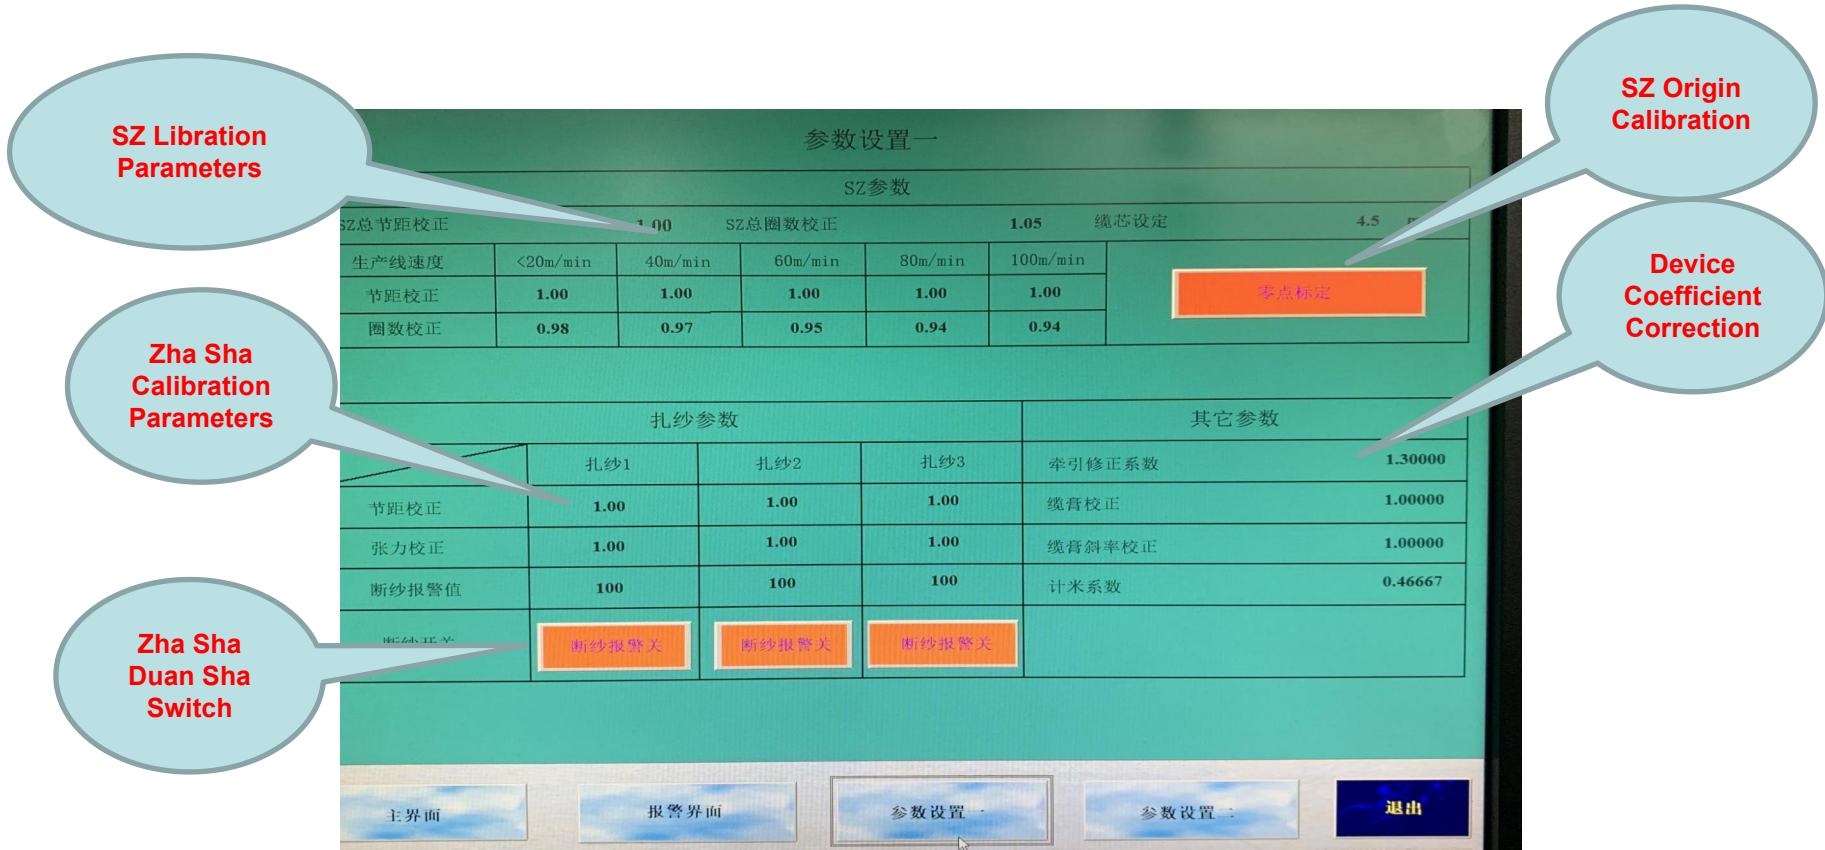 SZ Libration
Parameters
SZ Origin
Calibration
Device
Coefficient
Correction
Zha Sha
Calibration
Parameters
Zha Sha
Duan Sha
Switch
参数设置一
SZ参数
SZ总节距校正 1.00 SZ总圈数校正 1.05 缆芯设定 4.5
生产线速度 <20m/min 40m/min 60m/min 80m/min 100m/min
节距校正 1.00 1.00 1.00 1.00 1.00
零点标定
圈数校正 0.98 0.97 0.95 0.94 0.94
扎纱参数 其它参数
扎纱1 扎纱2 扎纱3 牵引修正系数 1.30000
节距校正 1.00 1.00 1.00 缆膏校正 1.00000
张力校正 1.00 1.00 1.00 缆膏斜率校正 1.00000
断纱报警值 100 100 100 计米系数 0.46667
断纱开关 断纱报警关 断纱报警关 断纱报警关
主界面 报警界面 参数设置一 参数设置二 退出